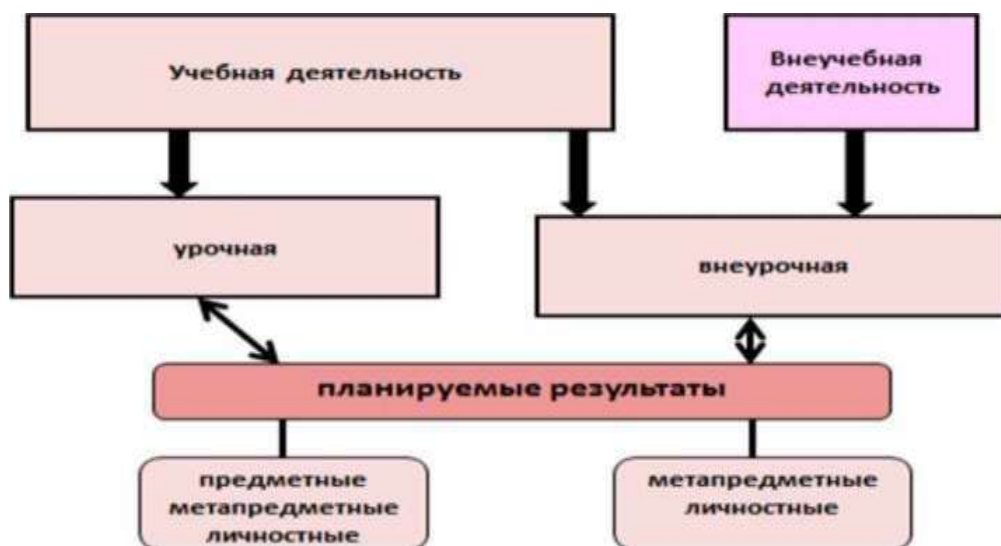 Учебная деятельность
Внеучебная
деятельность
урочная
внеурочная
планируемые результаты
предметные
метапредметные
личностные
метапредметные
личностные